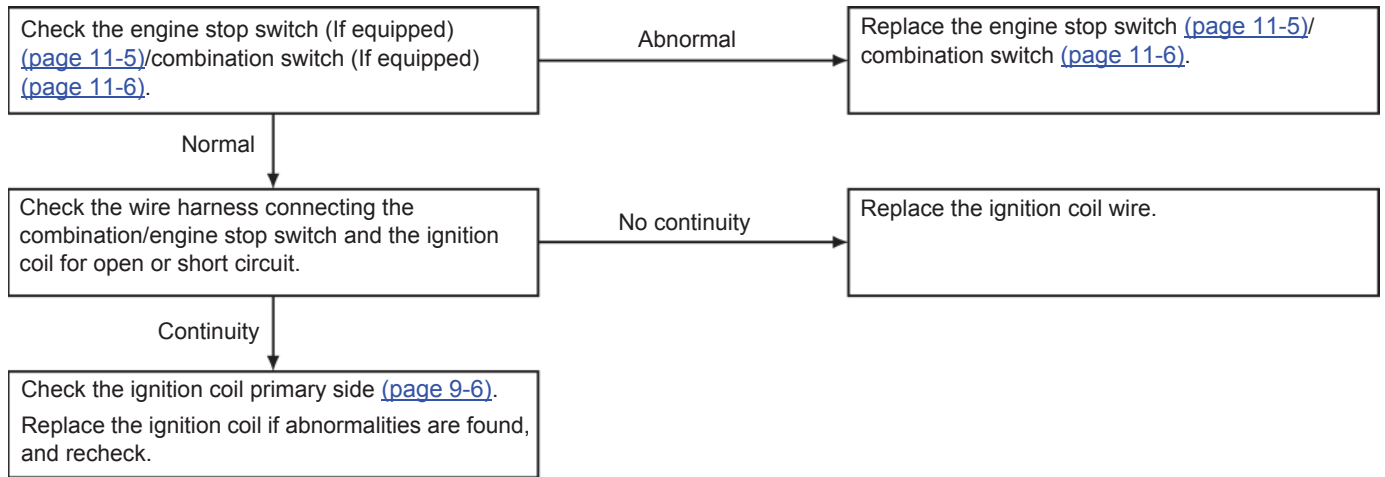 Check the engine stop switch (If equipped)
(page 11-5)/combination switch (If equipped)
(page 11-6).
Abnormal
Replace the engine stop switch (page 11-5)/
combination switch (page 11-6).
Normal
Check the wire harness connecting the
combination/engine stop switch and the ignition
coil for open or short circuit.
No continuity
Replace the ignition coil wire.
Continuity
Check the ignition coil primary side (page 9-6).
Replace the ignition coil if abnormalities are found,
and recheck.